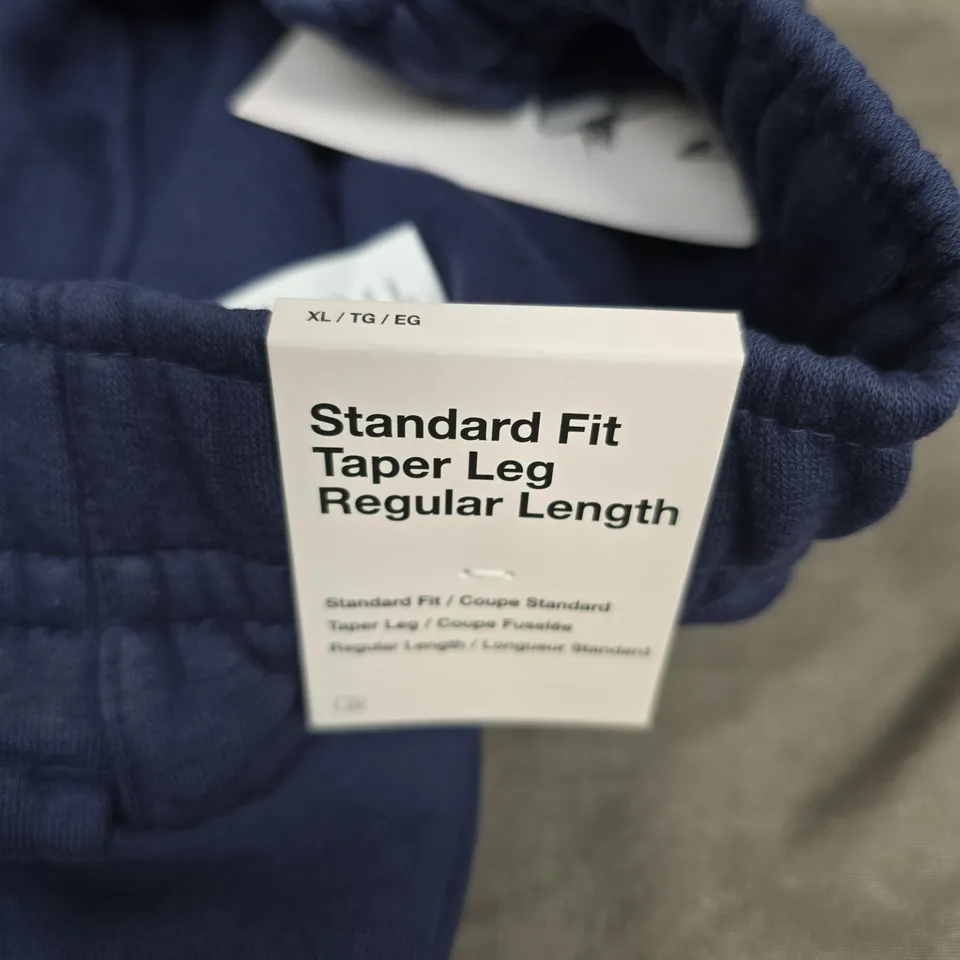 XL / TG / EG
Standard Fit
Taper Leg
Regular Length
Standard Fit / Coupe Standard
Taper Leg / Coupe Fuselée
Regular Length / Longueur Standard